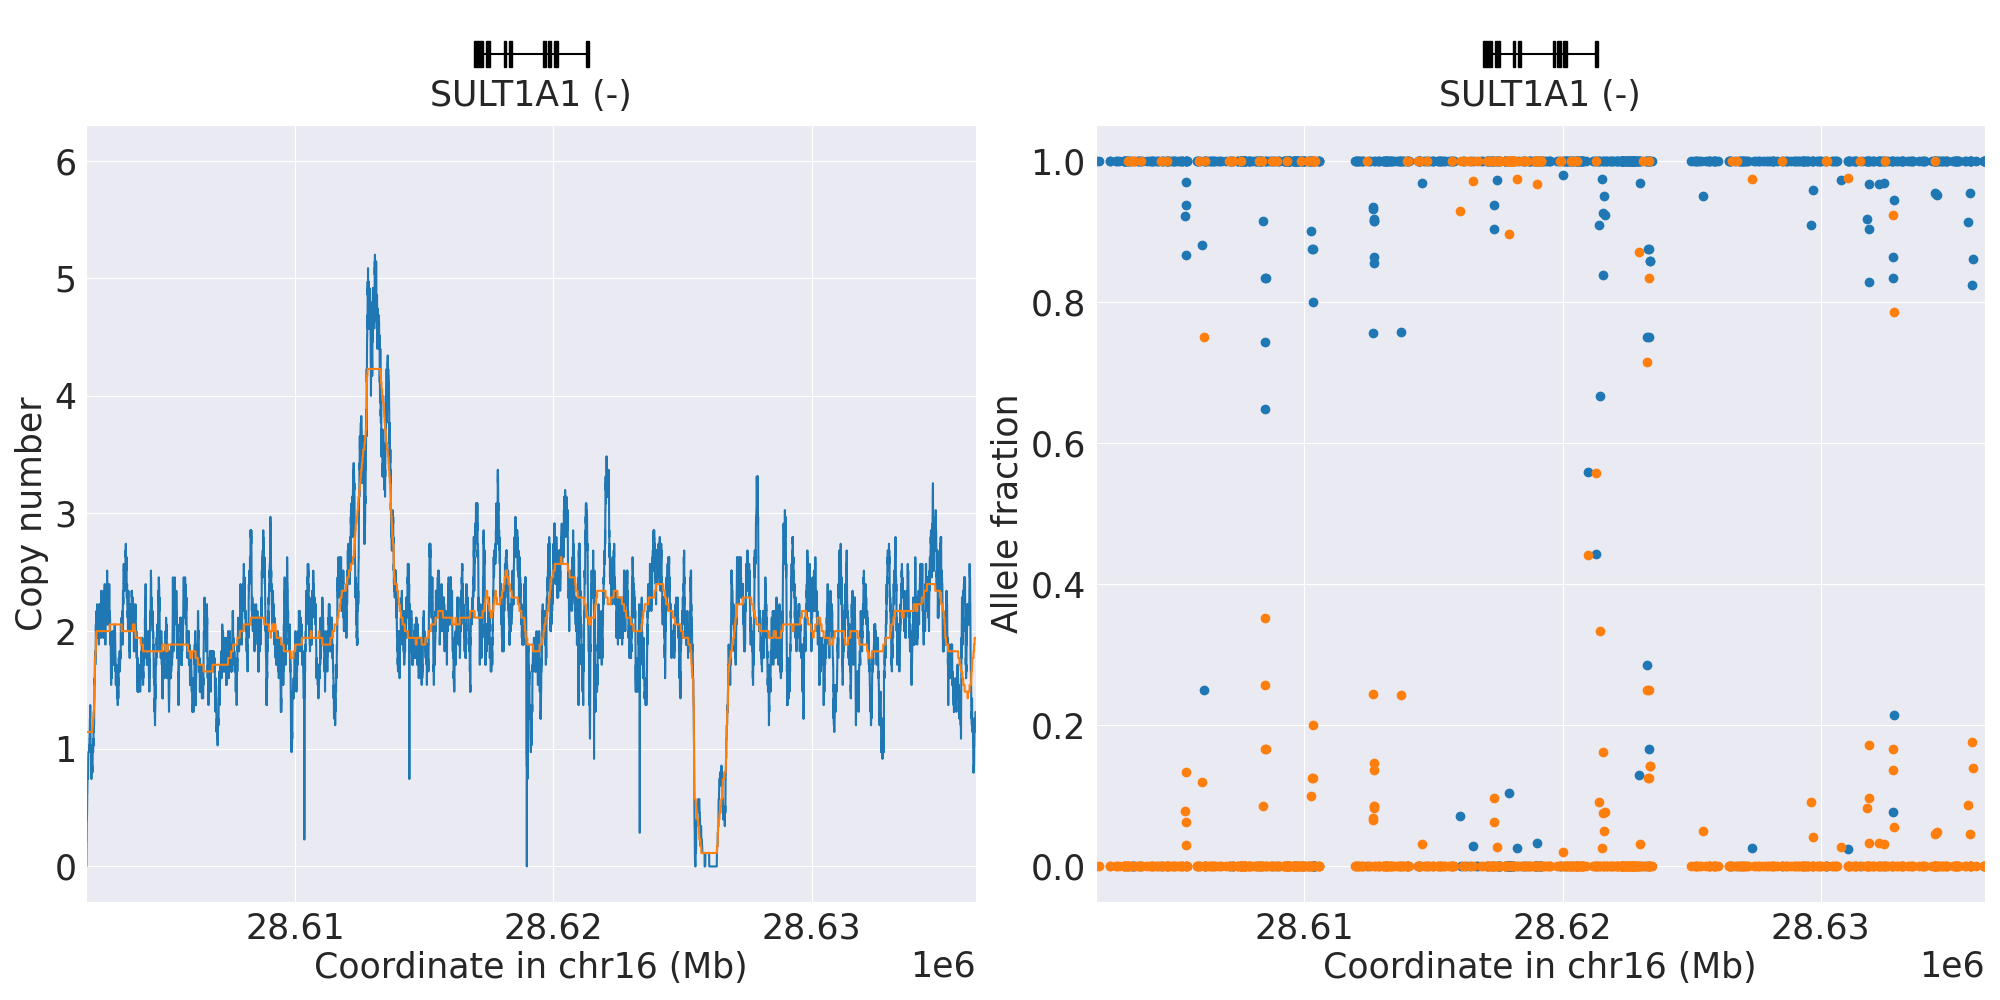 SULT1A1 (-)
6
5
4
3
2
1
0
Copy number
28.61
28.62
28.63
Coordinate in chr16 (Mb)
1e6
SULT1A1 (-)
1.0
0.8
0.6
0.4
0.2
0.0
Allele fraction
28.61
28.62
28.63
Coordinate in chr16 (Mb)
1e6